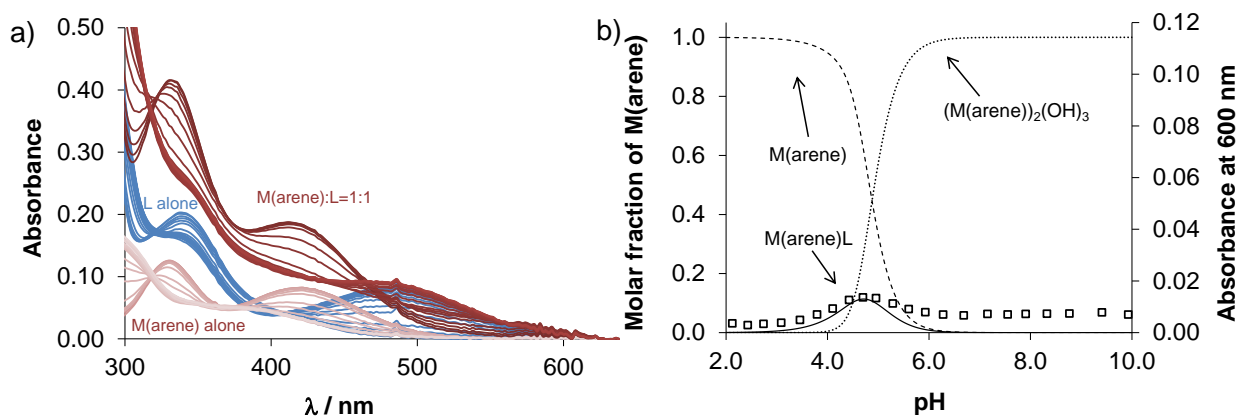 a)
0.50
0.40
0.30
0.20
0.10
0.00
Absorbance
L alone
M(arene):L=1:1
M(arene) alone
300 400 500 600
λ / nm
b)
1.0
0.8
0.6
0.4
0.2
0.0
Molar fraction of M(arene)
M(arene)
(M(arene))₂(OH)₃
M(arene)L
0.12
0.10
0.08
0.06
0.04
0.02
0.00
Absorbance at 600 nm
2.0 4.0 6.0 8.0 10.0
pH